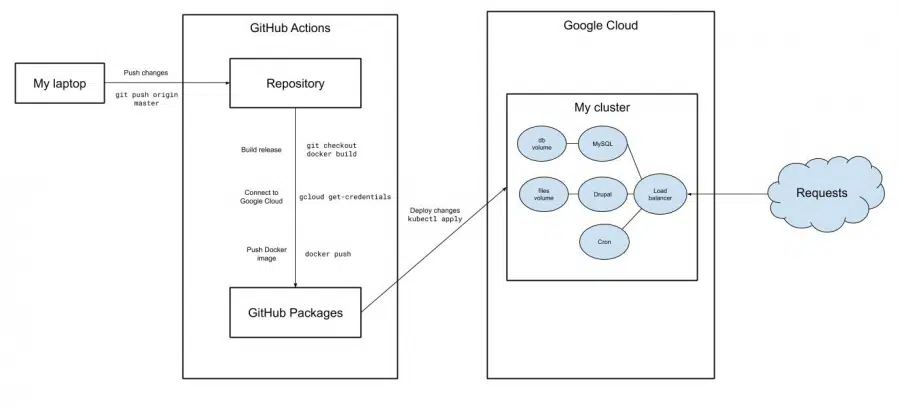 GitHub Actions
Google Cloud
My laptop
Push changes
git push origin
master
Repository
Build release
git checkout
docker build
Connect to
Google Cloud
gcloud get-credentials
Push Docker
image
docker push
GitHub Packages
Deploy changes
kubectl apply
My cluster
db
volume
MySQL
files
volume
Drupal
Load
balancer
Cron
Requests